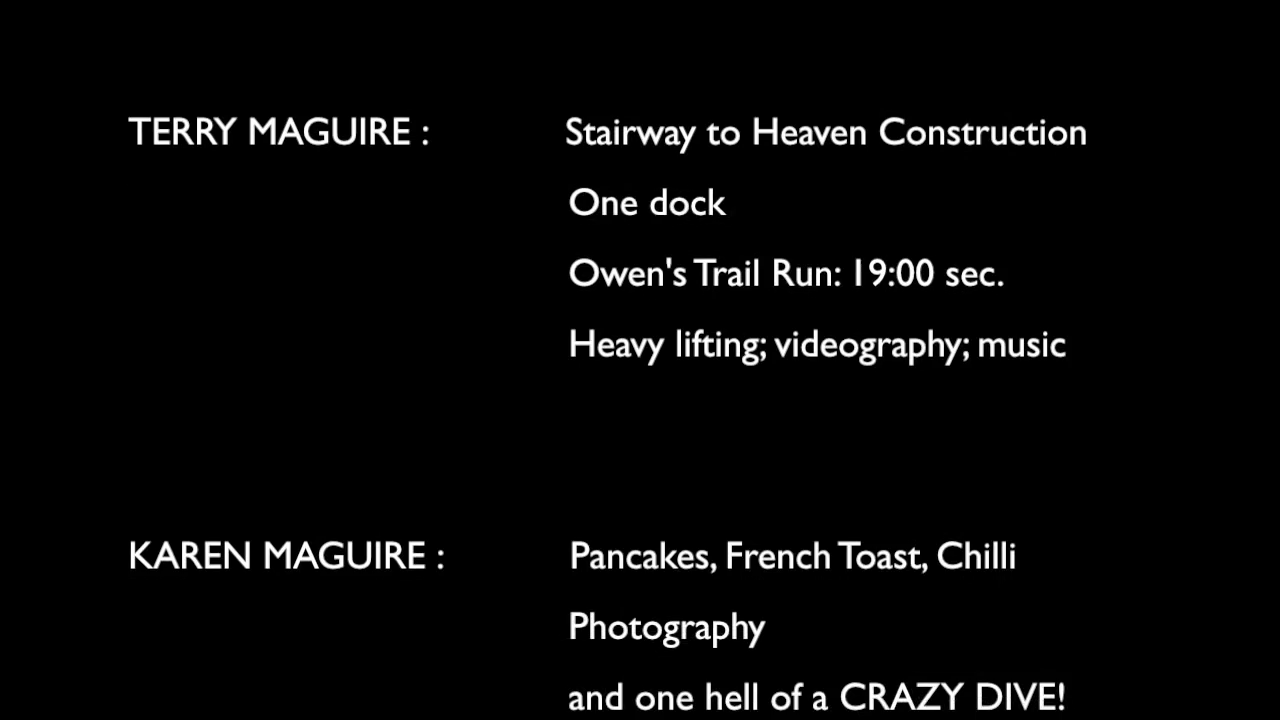 TERRY MAGUIRE : Stairway to Heaven Construction
One dock
Owen's Trail Run: 19:00 sec.
Heavy lifting; videography; music
KAREN MAGUIRE : Pancakes, French Toast, Chilli
Photography
and one hell of a CRAZY DIVE!